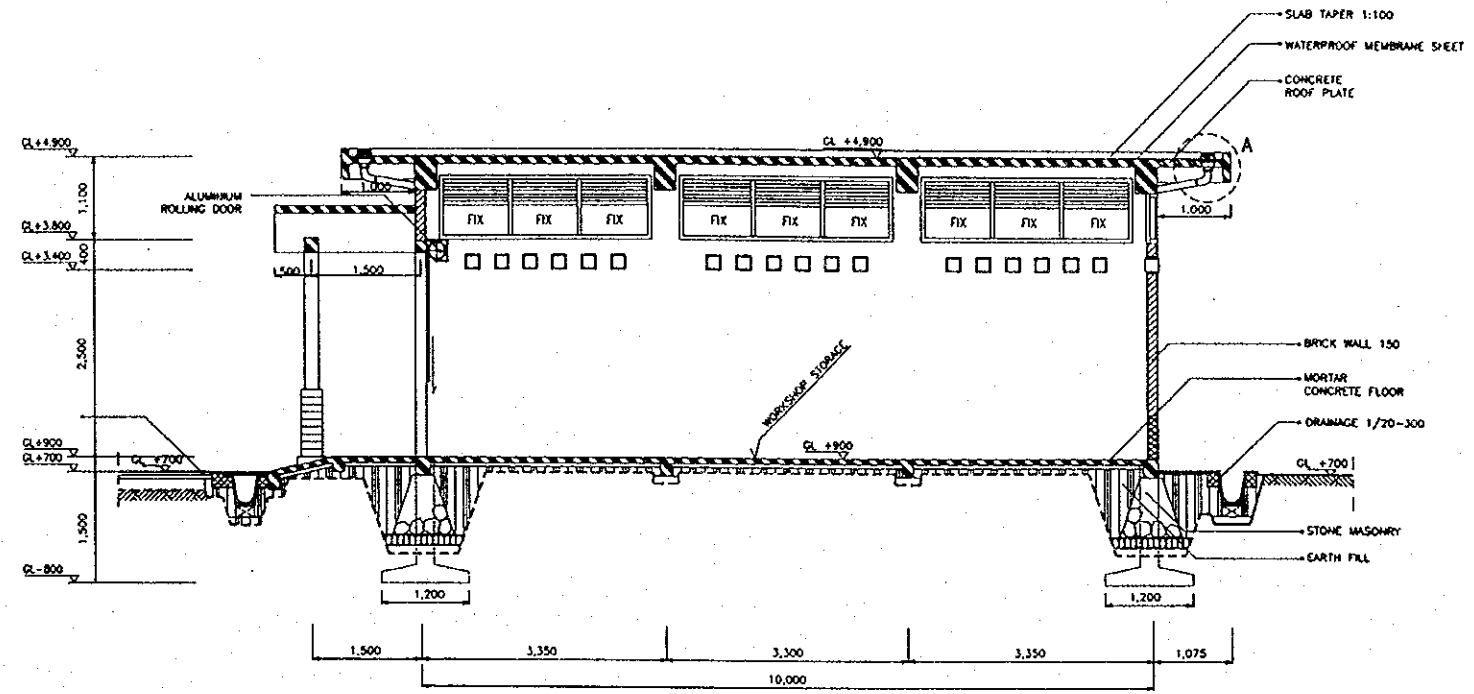 SLAB TAPER 1:100
WATERPROOF MEMBRANE SHEET
CONCRETE
ROOF PLATE
GL+4,900
GL +4,900
A
1,000
1,100
ALUMINIUM
ROLLING DOOR
FIX FIX FIX
FIX FIX FIX
FIX FIX FIX
1,000
GL+3,800
400
GL+3,400
500
1,500
2,500
WORKSHOP STORAGE
BRICK WALL 150
MORTAR
CONCRETE FLOOR
DRAINAGE 1/20-300
GL+900
GL +900
GL+700
GL +700
GL +700
1,500
STONE MASONRY
EARTH FILL
GL-800
1,200
1,200
1,500
3,350
3,300
3,350
1,075
10,000